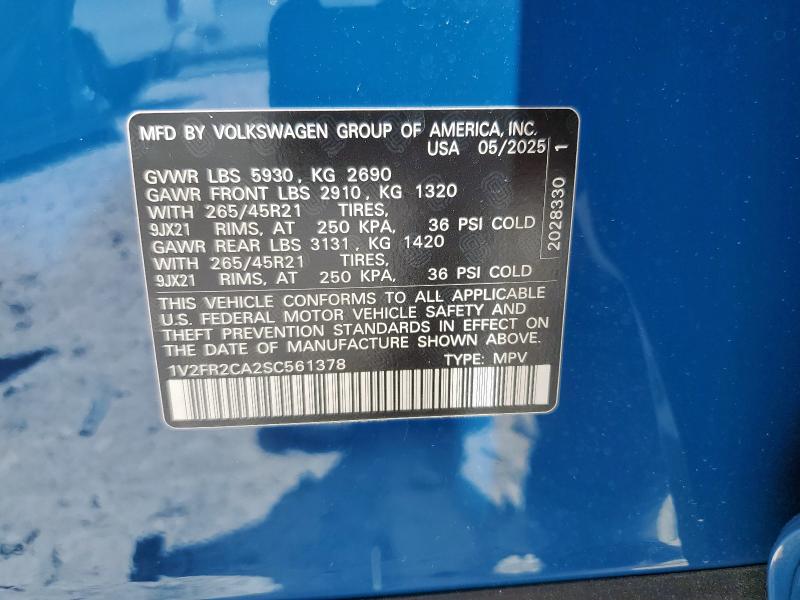 MFD BY VOLKSWAGEN GROUP OF AMERICA, INC.
USA 05/2025
GVWR LBS 5930, KG 2690
GAWR FRONT LBS 2910, KG 1320
WITH 265/45R21 TIRES,
9JX21 RIMS, AT 250 KPA, 36 PSI COLD
GAWR REAR LBS 3131, KG 1420
WITH 265/45R21 TIRES,
9JX21 RIMS, AT 250 KPA, 36 PSI COLD
THIS VEHICLE CONFORMS TO ALL APPLICABLE
U.S. FEDERAL MOTOR VEHICLE SAFETY AND
THEFT PREVENTION STANDARDS IN EFFECT ON
THE DATE OF MANUFACTURE SHOWN ABOVE.
1V2FR2CA2SC561378 TYPE: MPV
2028330 1